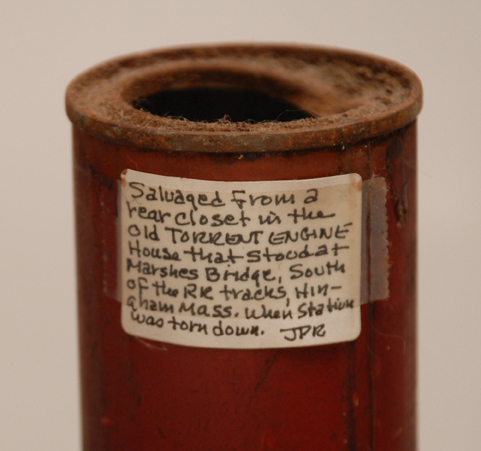 Salvaged From a
rear closet in the
Old TORRENT ENGINE
House that Stood at
Marshes Bridge, South
of the RR tracks, Hin-
gham Mass. When Station
was torn down. JPR